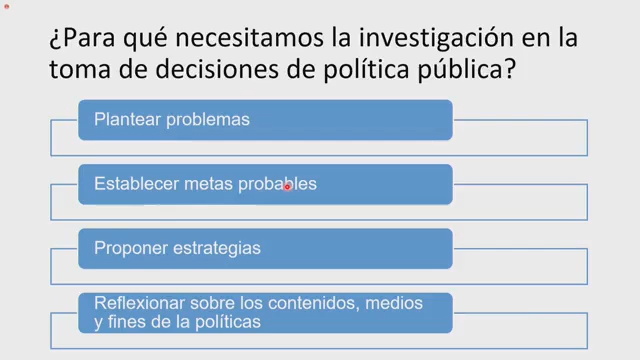 ¿Para qué necesitamos la investigación en la
toma de decisiones de política pública?
Plantear problemas
Establecer metas probables
Proponer estrategias
Reflexionar sobre los contenidos, medios
y fines de la políticas